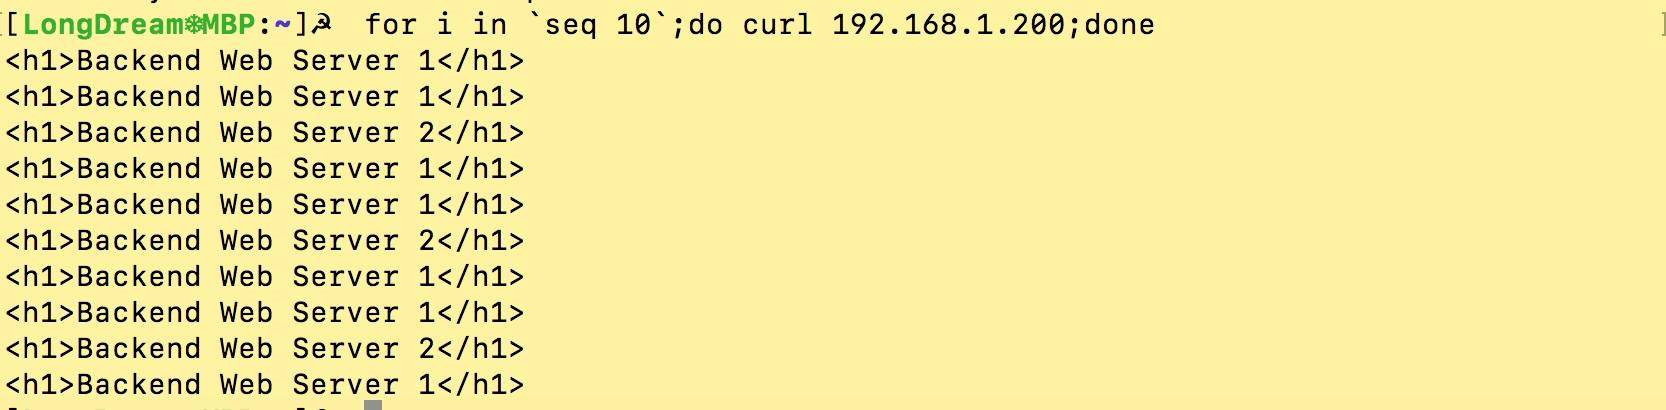 [LongDream❄MBP:~]☭  for i in `seq 10`;do curl 192.168.1.200;done
<h1>Backend Web Server 1</h1>
<h1>Backend Web Server 1</h1>
<h1>Backend Web Server 2</h1>
<h1>Backend Web Server 1</h1>
<h1>Backend Web Server 1</h1>
<h1>Backend Web Server 2</h1>
<h1>Backend Web Server 1</h1>
<h1>Backend Web Server 1</h1>
<h1>Backend Web Server 2</h1>
<h1>Backend Web Server 1</h1>